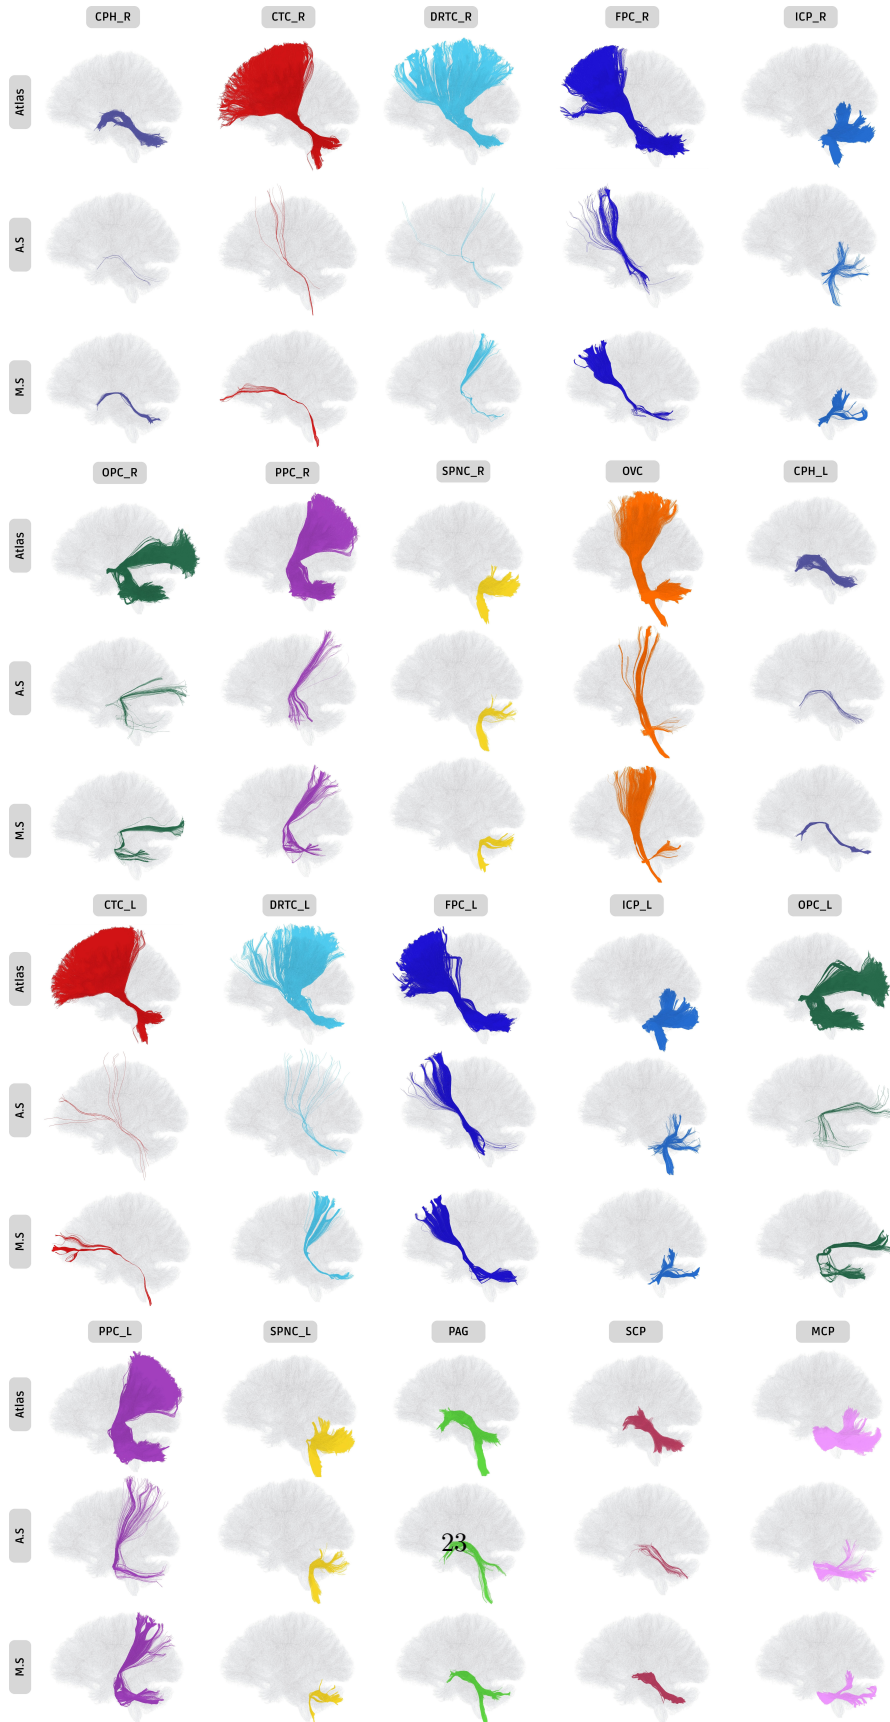 CPH_R CTC_R DRTC_R FPC_R ICP_R
Atlas
A.S
M.S
OPC_R PPC_R SPNC_R OVC CPH_L
Atlas
A.S
M.S
CTC_L DRTC_L FPC_L ICP_L OPC_L
Atlas
A.S
M.S
PPC_L SPNC_L PAG SCP MCP
Atlas
A.S
23
M.S